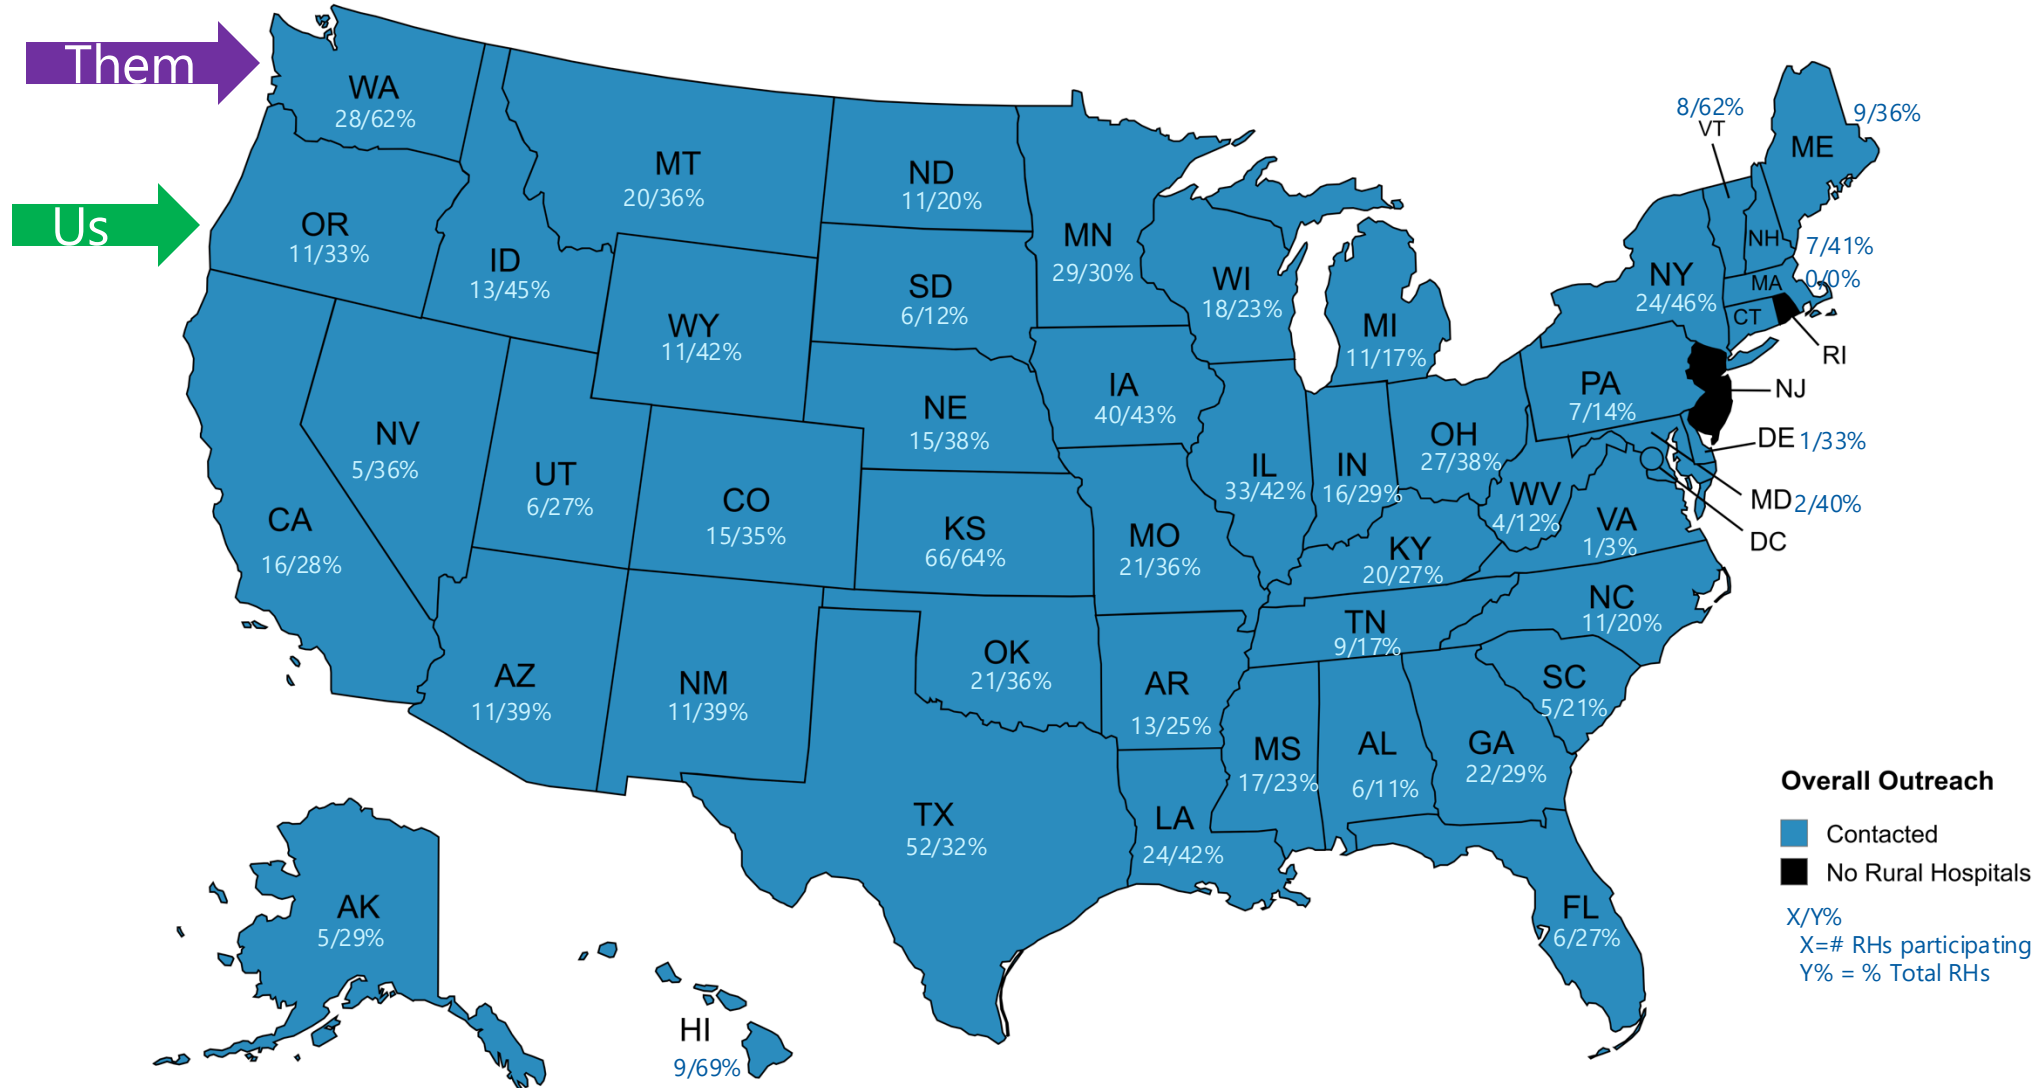 Them
WA
28/62%
8/62%
VT
9/36%
ME
MT
20/36%
ND
11/20%
Us
OR
11/33%
ID
13/45%
MN
29/30%
NH
7/41%
WI
18/23%
SD
6/12%
NY
24/46%
MA
0/0%
CT
RI
WY
11/42%
MI
11/17%
IA
40/43%
PA
7/14%
NJ
NE
15/38%
NV
5/36%
OH
27/38%
DE 1/33%
UT
6/27%
CO
15/35%
IL
33/42%
IN
16/29%
WV
4/12%
MD 2/40%
CA
16/28%
KS
66/64%
MO
21/36%
VA
1/3%
DC
KY
20/27%
NC
11/20%
TN
9/17%
OK
21/36%
AZ
11/39%
NM
11/39%
AR
13/25%
SC
5/21%
MS
17/23%
AL
6/11%
GA
22/29%
TX
52/32%
LA
24/42%
AK
5/29%
FL
6/27%
HI
9/69%
Overall Outreach
Contacted
No Rural Hospitals
X/Y%
X=# RHs participating
Y% = % Total RHs